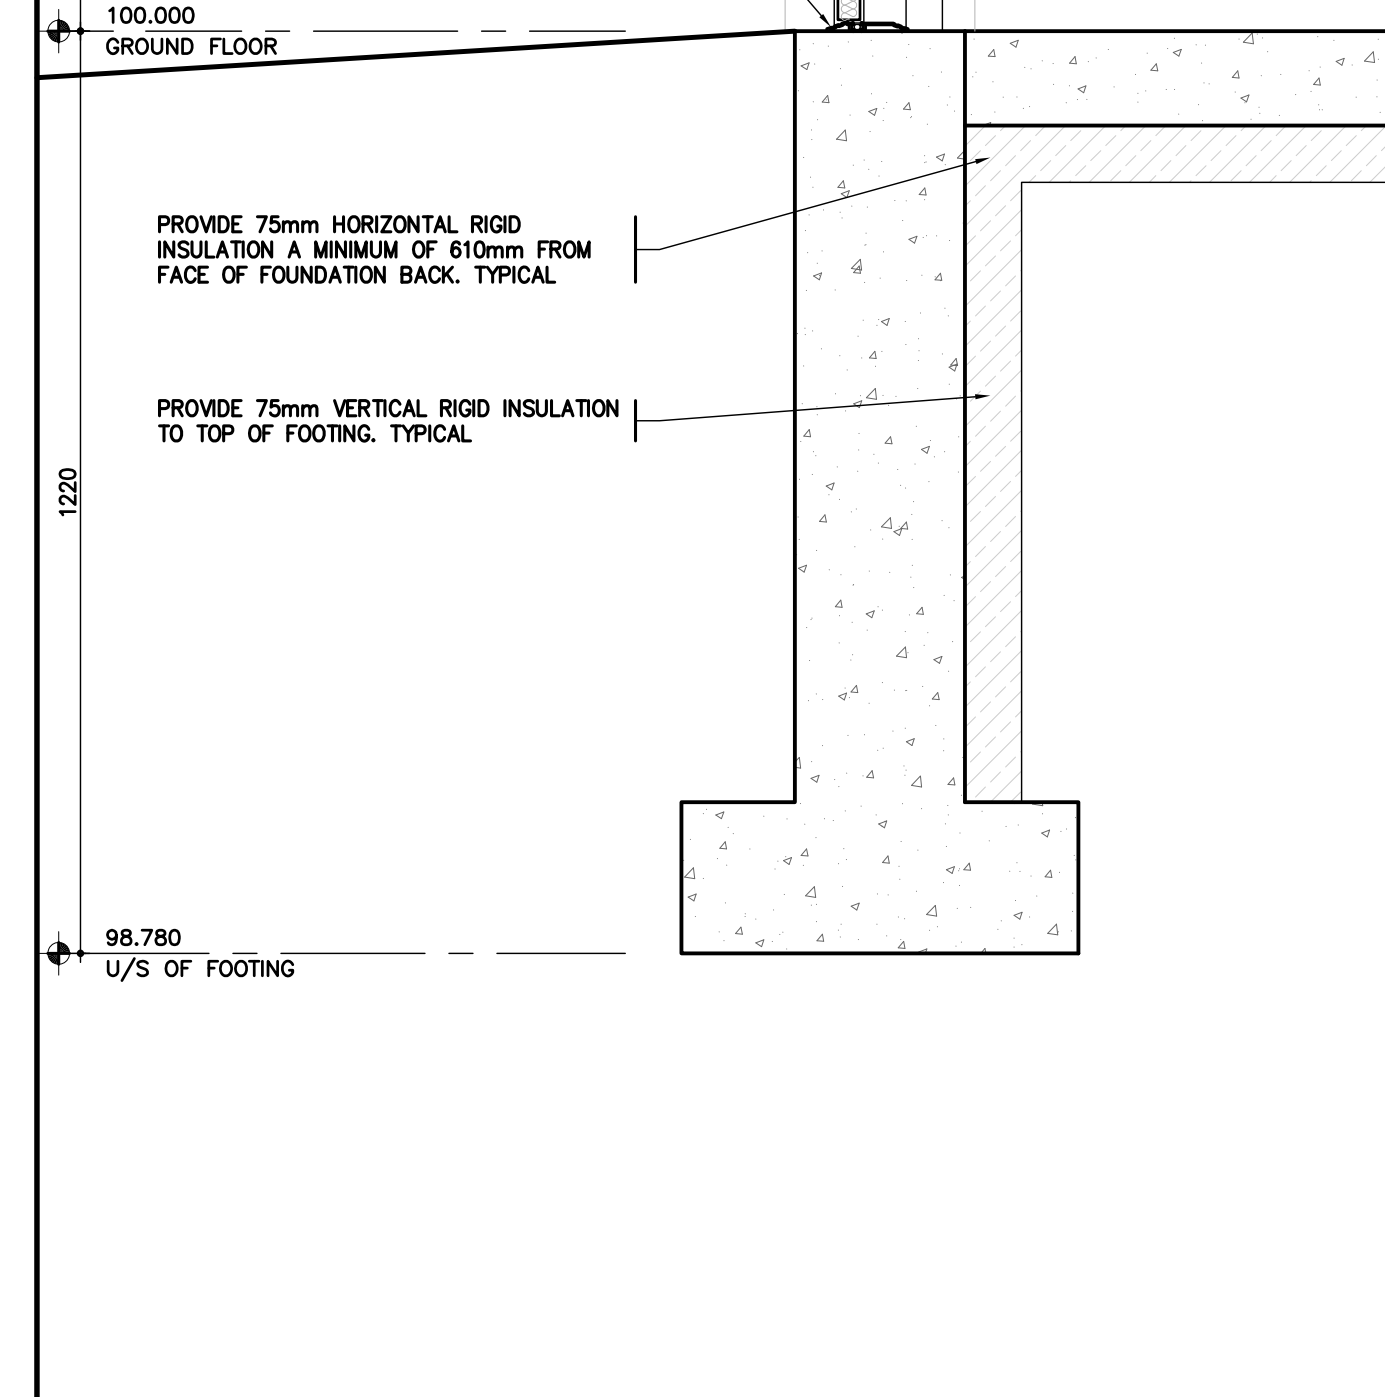 100.000
GROUND FLOOR
PROVIDE 75mm HORIZONTAL RIGID
INSULATION A MINIMUM OF 610mm FROM
FACE OF FOUNDATION BACK. TYPICAL
PROVIDE 75mm VERTICAL RIGID INSULATION
TO TOP OF FOOTING. TYPICAL
1220
98.780
U/S OF FOOTING